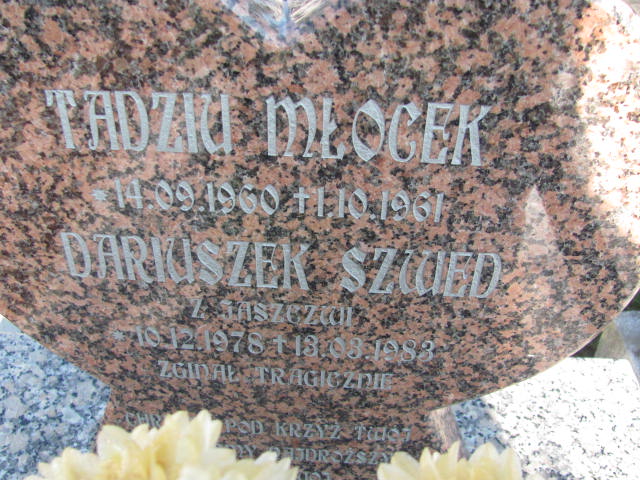 TADZIU MŁOCEK
*14.09.1960 †1.10.1961
DARIUSZEK SZWED
Z JASZCZWI
*10.12.1978 †13.03.1983
ZGINĄŁ TRAGICZNIE
POD KRZYŻ TWÓJ